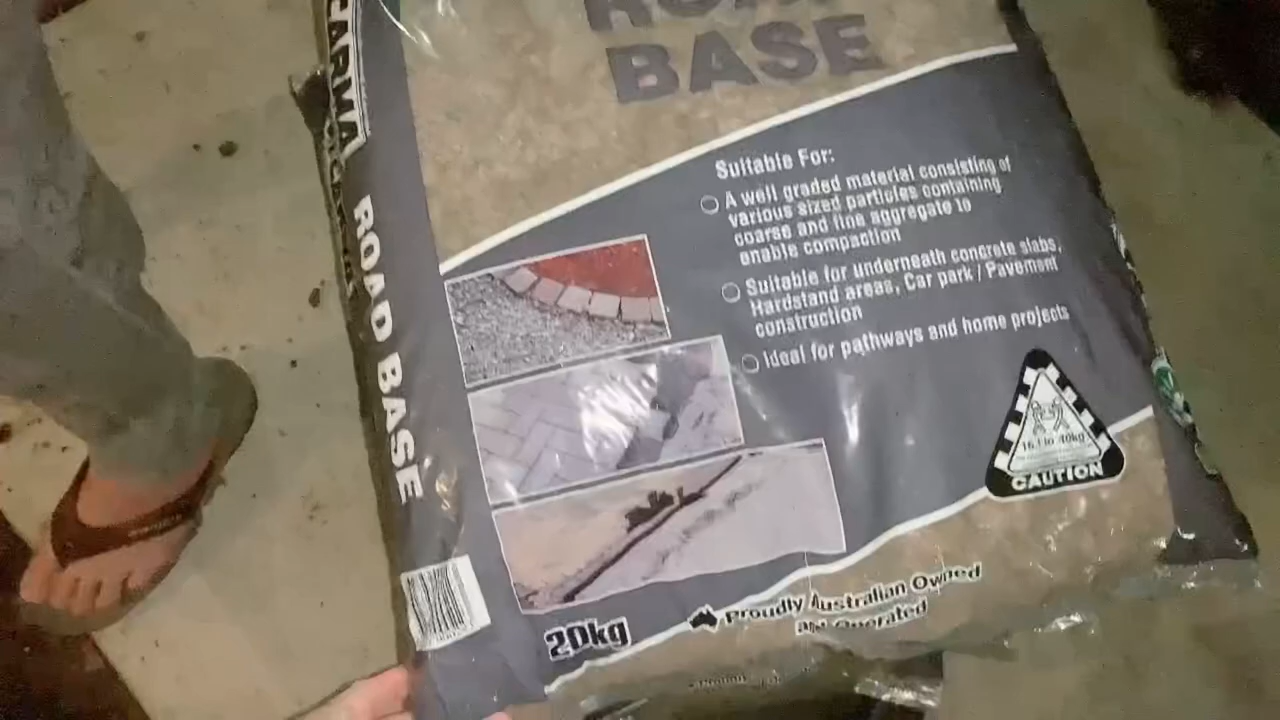 ROAD
BASE
Suitable For:
A well graded material consisting of
various sized particles containing
coarse and fine aggregate to
enable compaction
Suitable for underneath concrete slabs,
Hardstand areas, Car park / Pavement
construction
Ideal for pathways and home projects
CAUTION
20kg
Proudly Australian Owned
and Operated
PARMA
ROAD BASE